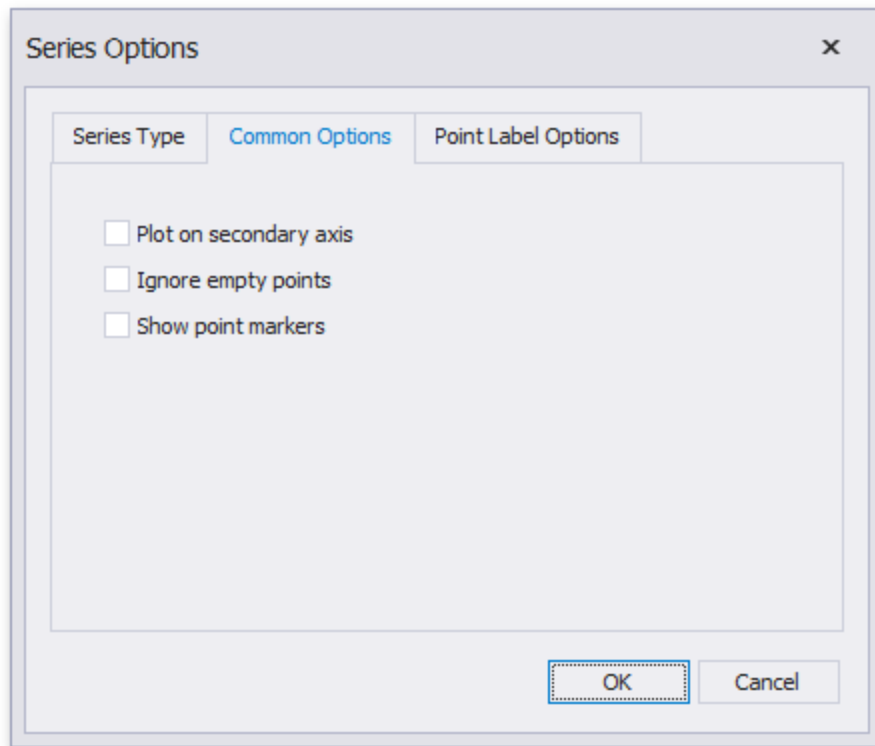 Series Options
Series Type Common Options Point Label Options
Plot on secondary axis
Ignore empty points
Show point markers
OK Cancel